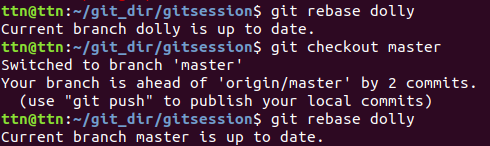 ttn@ttn:~/git_dir/gitsession$ git rebase dolly
Current branch dolly is up to date.
ttn@ttn:~/git_dir/gitsession$ git checkout master
Switched to branch 'master'
Your branch is ahead of 'origin/master' by 2 commits.
  (use "git push" to publish your local commits)
ttn@ttn:~/git_dir/gitsession$ git rebase dolly
Current branch master is up to date.